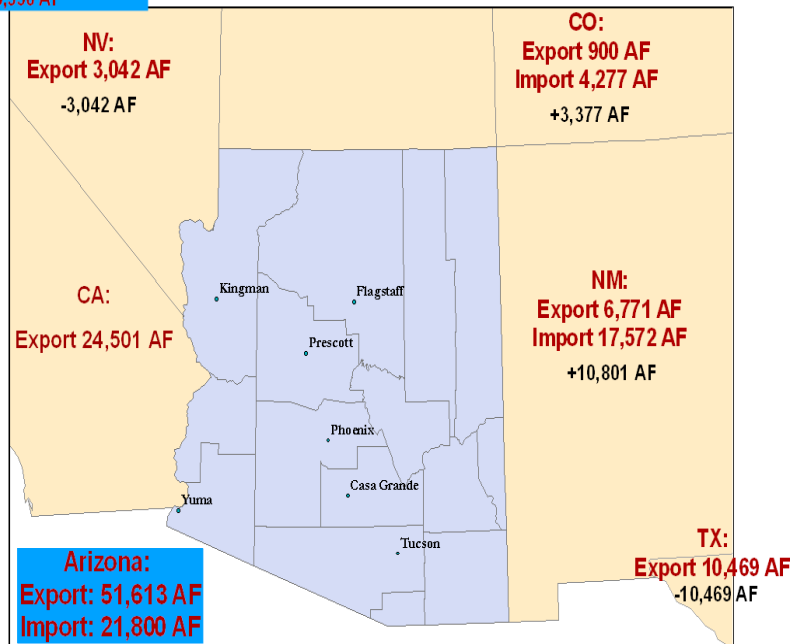 NV:
Export 3,042 AF
-3,042 AF
CO:
Export 900 AF
Import 4,277 AF
+3,377 AF
CA:
Export 24,501 AF
NM:
Export 6,771 AF
Import 17,572 AF
+10,801 AF
Kingman
Flagstaff
Prescott
Phoenix
Casa Grande
Yuma
Tucson
TX:
Export 10,469 AF
-10,469 AF
Arizona:
Export: 51,613 AF
Import: 21,800 AF